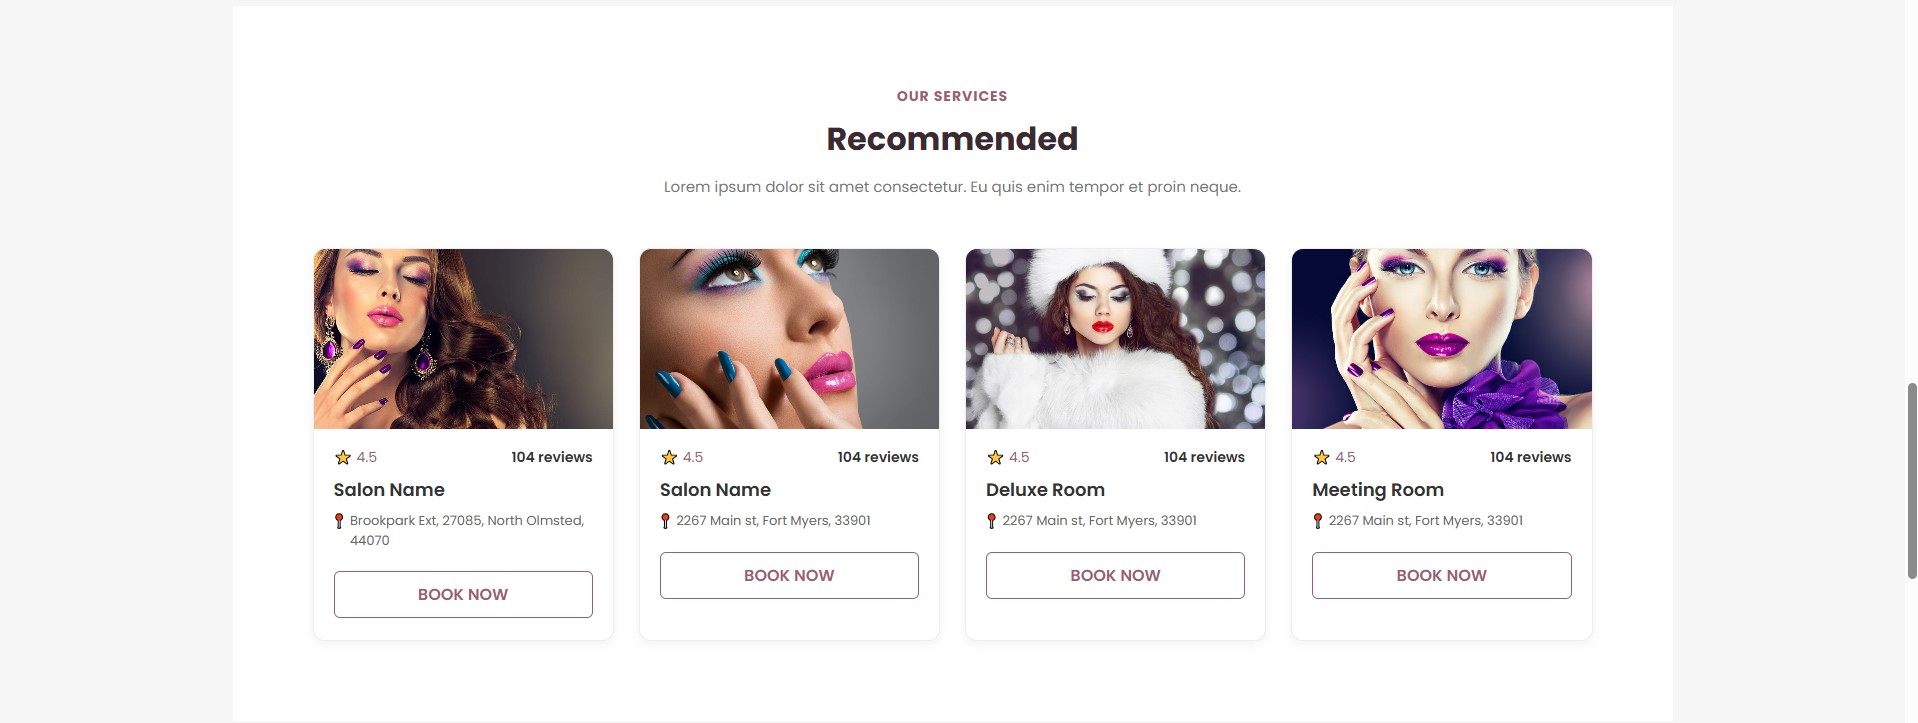 OUR SERVICES
Recommended
Lorem ipsum dolor sit amet consectetur. Eu quis enim tempor et proin neque.
4.5 104 reviews
Salon Name
Brookpark Ext, 27085, North Olmsted,
44070
BOOK NOW
4.5 104 reviews
Salon Name
2267 Main st, Fort Myers, 33901
BOOK NOW
4.5 104 reviews
Deluxe Room
2267 Main st, Fort Myers, 33901
BOOK NOW
4.5 104 reviews
Meeting Room
2267 Main st, Fort Myers, 33901
BOOK NOW